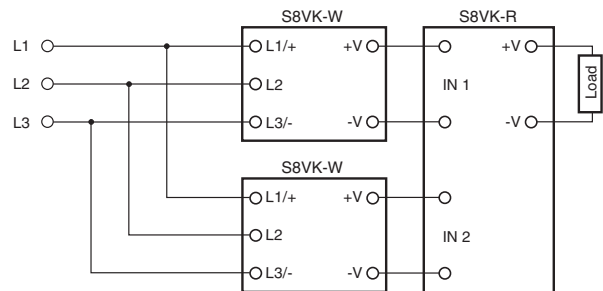 S8VK-W S8VK-R
L1 L1/+ +V +V
L2 L2 IN 1 Load
L3 L3/- -V -V
S8VK-W
L1/+ +V
L2 IN 2
L3/- -V